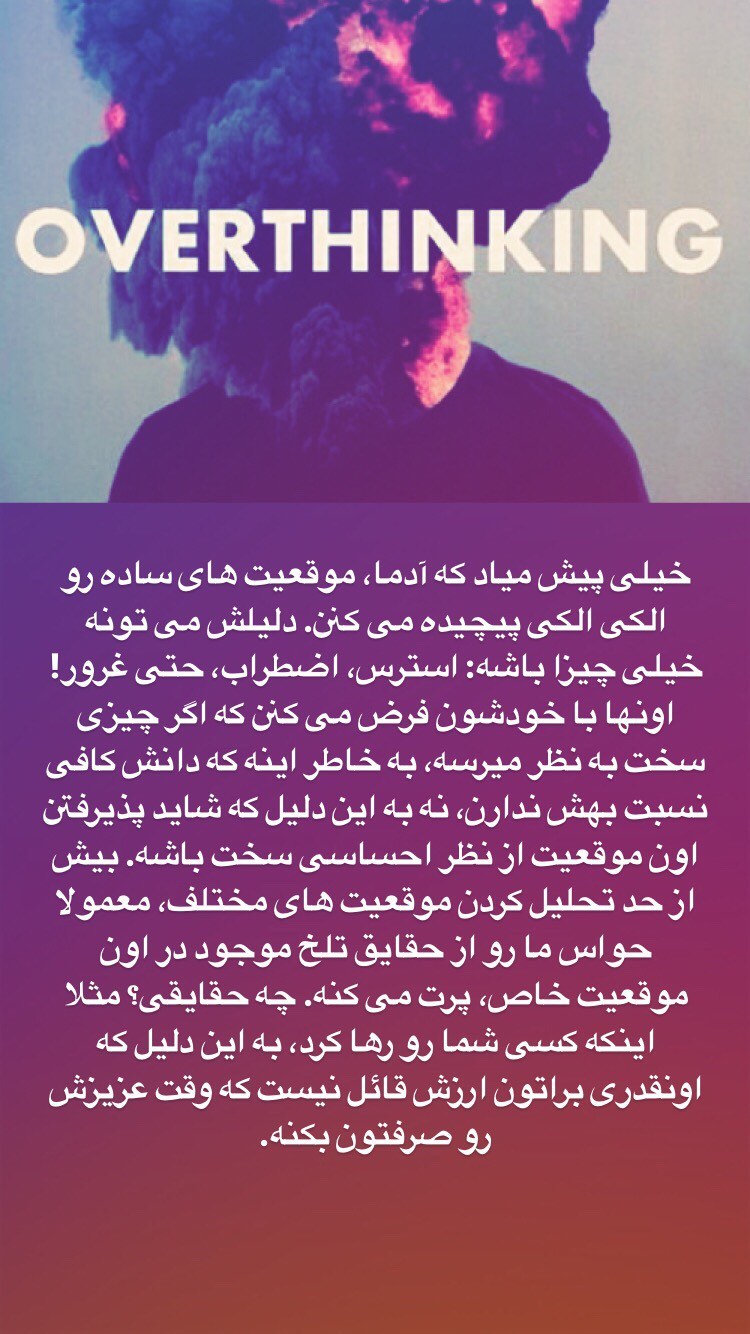 OVERTHINKING
خیلی پیش میاد که آدما، موقعیت های ساده رو
الکی الکی پیچیده می کنن. دلیلش می تونه
خیلی چیزا باشه: استرس، اضطراب، حتی غرور!
اونها با خودشون فرض می کنن که اگر چیزی
سخت به نظر میرسه، به خاطر اینه که دانش کافی
نسبت بهش ندارن، نه به این دلیل که شاید پذیرفتن
اون موقعیت از نظر احساسی سخت باشه. بیش
از حد تحلیل کردن موقعیت های مختلف، معمولا
حواس ما رو از حقایق تلخ موجود در اون
موقعیت خاص، پرت می کنه. چه حقایقی؟ مثلا
اینکه کسی شما رو رها کرد، به این دلیل که
اونقدری براتون ارزش قائل نیست که وقت عزیزش
رو صرفتون بکنه.